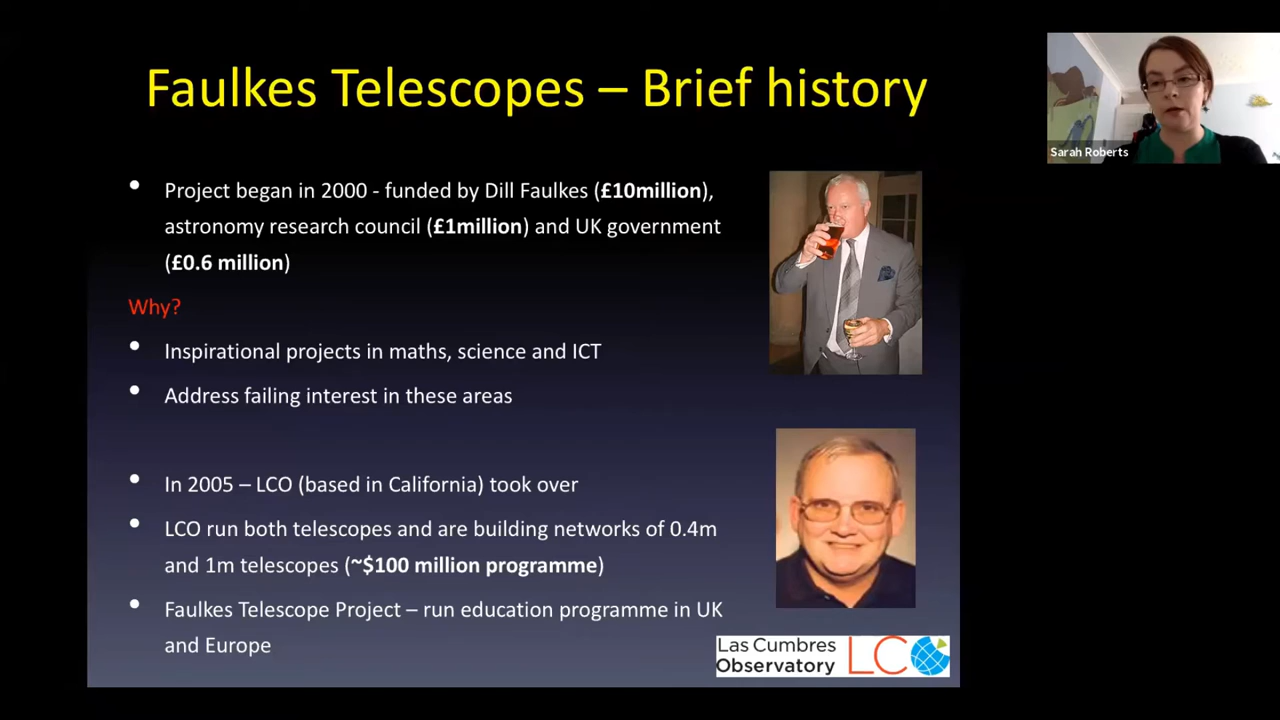 Faulkes Telescopes – Brief history
Sarah Roberts
• Project began in 2000 - funded by Dill Faulkes (£10million),
astronomy research council (£1million) and UK government
(£0.6 million)
Why?
• Inspirational projects in maths, science and ICT
• Address failing interest in these areas
• In 2005 – LCO (based in California) took over
• LCO run both telescopes and are building networks of 0.4m
and 1m telescopes (~$100 million programme)
• Faulkes Telescope Project – run education programme in UK
and Europe
Las Cumbres
Observatory
LCO